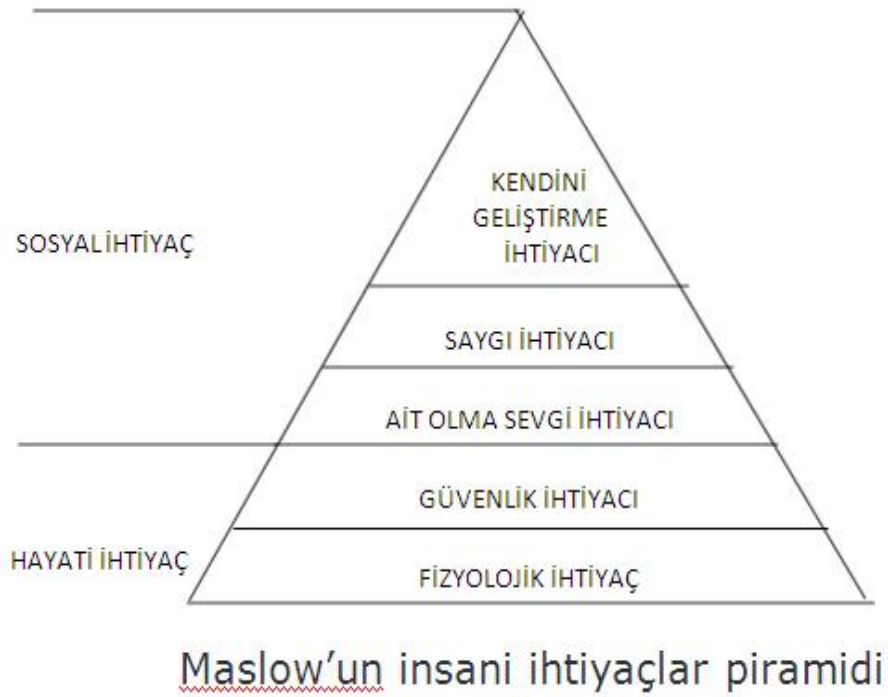 KENDİNİ
GELİŞTİRME
İHTİYACI
SOSYAL İHTİYAÇ
SAYGI İHTİYACI
AİT OLMA SEVGİ İHTİYACI
GÜVENLİK İHTİYACI
HAYATİ İHTİYAÇ
FİZYOLOJİK İHTİYAÇ
Maslow’un insani ihtiyaçlar piramidi